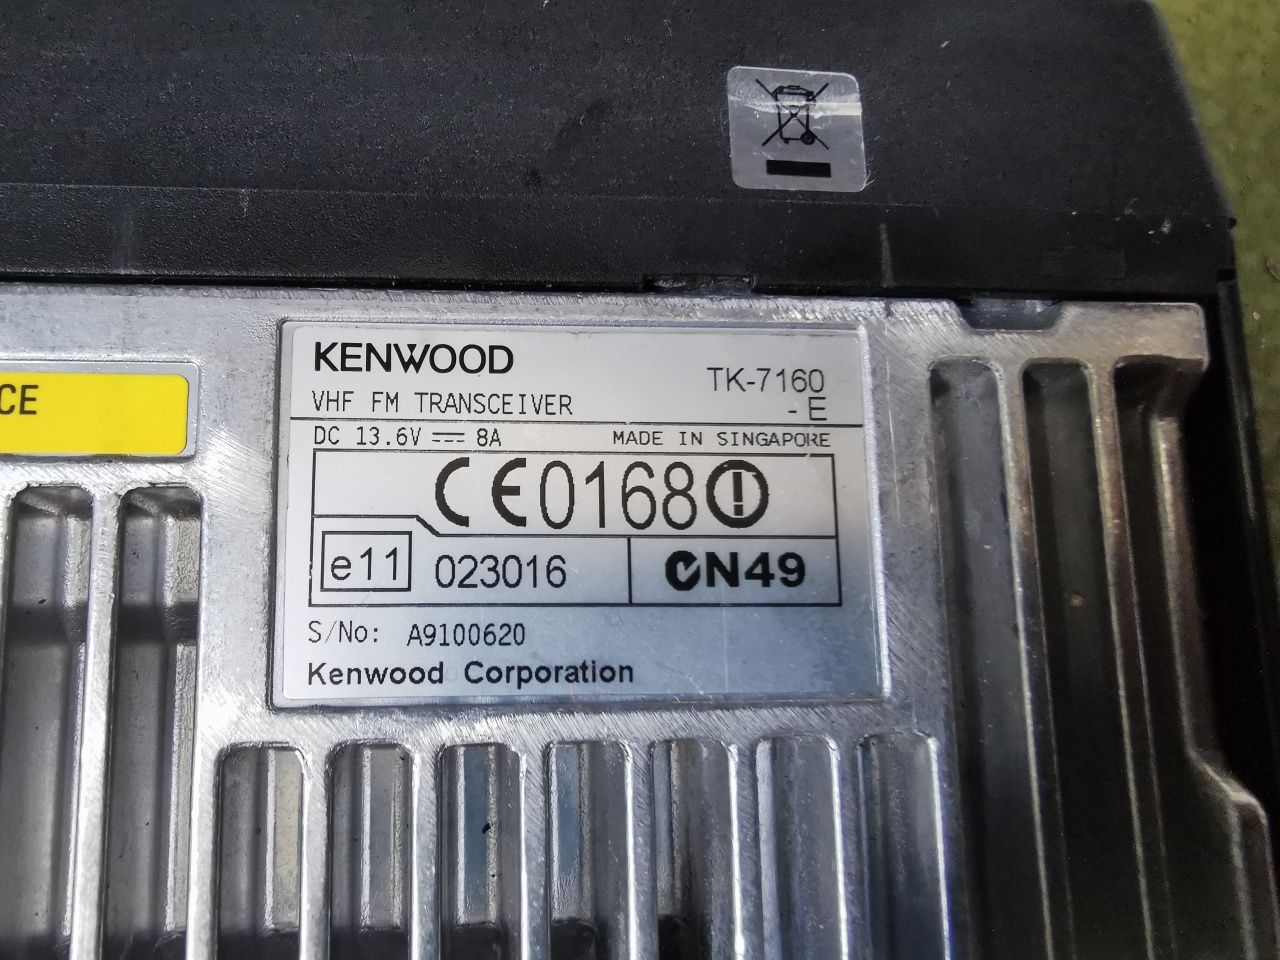 CE
KENWOOD
TK-7160
VHF FM TRANSCEIVER
-E
DC 13.6V ⎓ 8A MADE IN SINGAPORE
CE0168
e11 023016 N49
S/No: A9100620
Kenwood Corporation